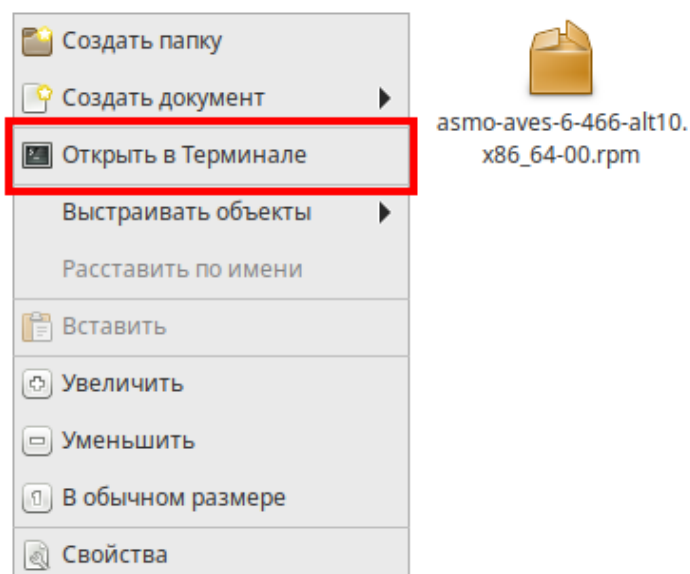 Создать папку
Создать документ
Открыть в Терминале
Выстраивать объекты
Расставить по имени
Вставить
Увеличить
Уменьшить
В обычном размере
Свойства
asmo-aves-6-466-alt10.
x86_64-00.rpm